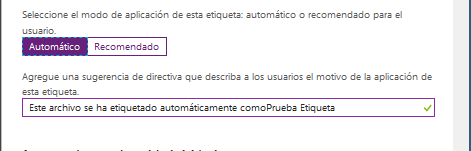 Seleccione el modo de aplicación de esta etiqueta: automático o recomendado para el
usuario.
Automático Recomendado
Agregue una sugerencia de directiva que describa a los usuarios el motivo de la aplicación de
esta etiqueta.
Este archivo se ha etiquetado automáticamente comoPrueba Etiqueta